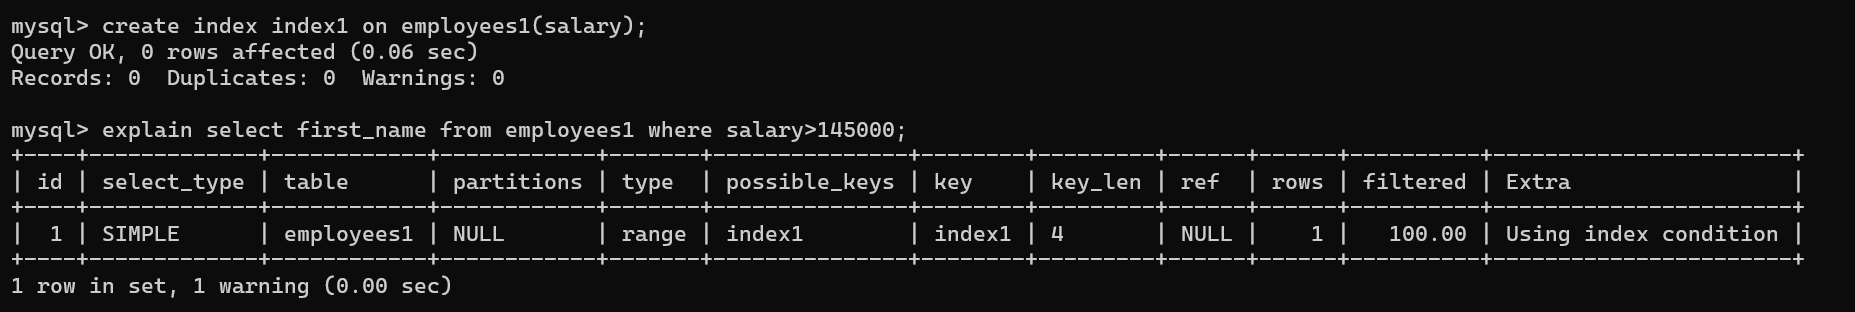 mysql> create index index1 on employees1(salary);
Query OK, 0 rows affected (0.06 sec)
Records: 0  Duplicates: 0  Warnings: 0

mysql> explain select first_name from employees1 where salary>145000;
+----+-------------+------------+------------+-------+---------------+--------+---------+------+------+----------+-----------------------+
| id | select_type | table      | partitions | type  | possible_keys | key    | key_len | ref  | rows | filtered | Extra                 |
+----+-------------+------------+------------+-------+---------------+--------+---------+------+------+----------+-----------------------+
|  1 | SIMPLE      | employees1 | NULL       | range | index1        | index1 | 4       | NULL |    1 |   100.00 | Using index condition |
+----+-------------+------------+------------+-------+---------------+--------+---------+------+------+----------+-----------------------+
1 row in set, 1 warning (0.00 sec)